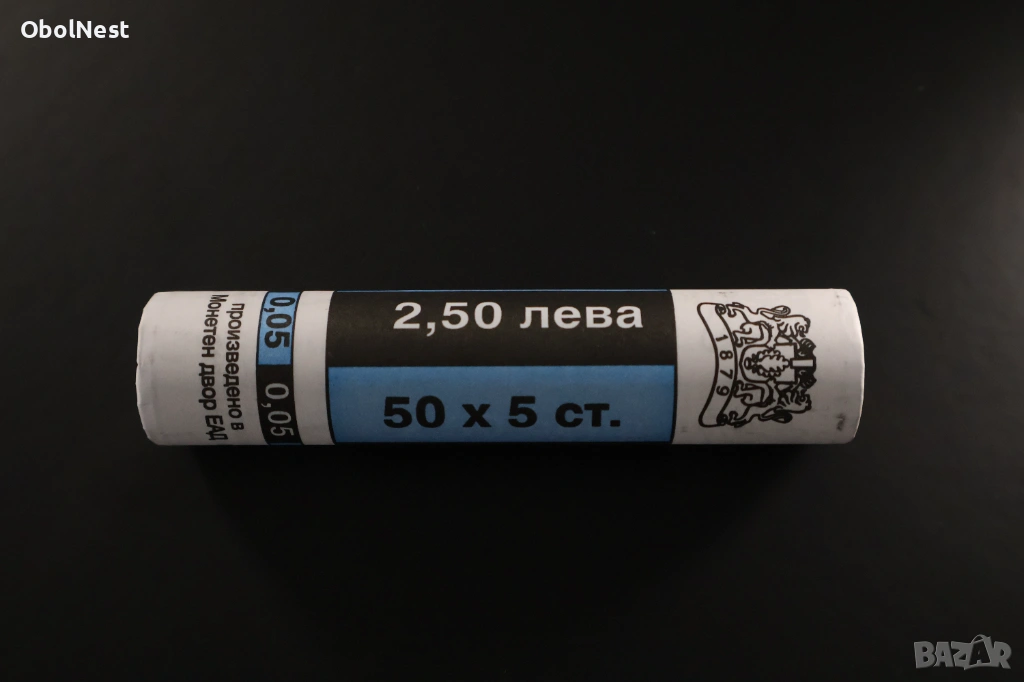 ObolNest
произведено в
Монетен двор ЕАД
0,05
0,05
2,50 лева
50 x 5 ст.
1879
BAZAR